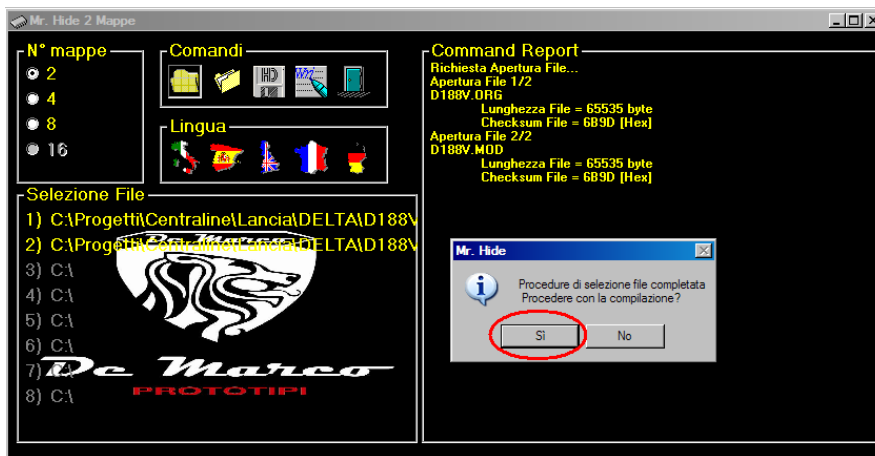 Mr. Hide 2 Mappe
N° mappe
2
4
8
16
Comandi
HD
Lingua
Selezione File
1) C:\Progetti\Centraline\Lancia\DELTA\D188V
2) C:\Progetti\Centraline\Lancia\DELTA\D188V
3) C:\
4) C:\
5) C:\
6) C:\
7) C:\
8) C:\
De Marco
De Marco
PROTOTIPI
Command Report
Richiesta Apertura File...
Apertura File 1/2
D188V.ORG
Lunghezza File = 65535 byte
Checksum File = 6B9D [Hex]
Apertura File 2/2
D188V.MOD
Lunghezza File = 65535 byte
Checksum File = 6B9D [Hex]
Mr. Hide
Procedure di selezione file completata
Procedere con la compilazione?
Sì
No